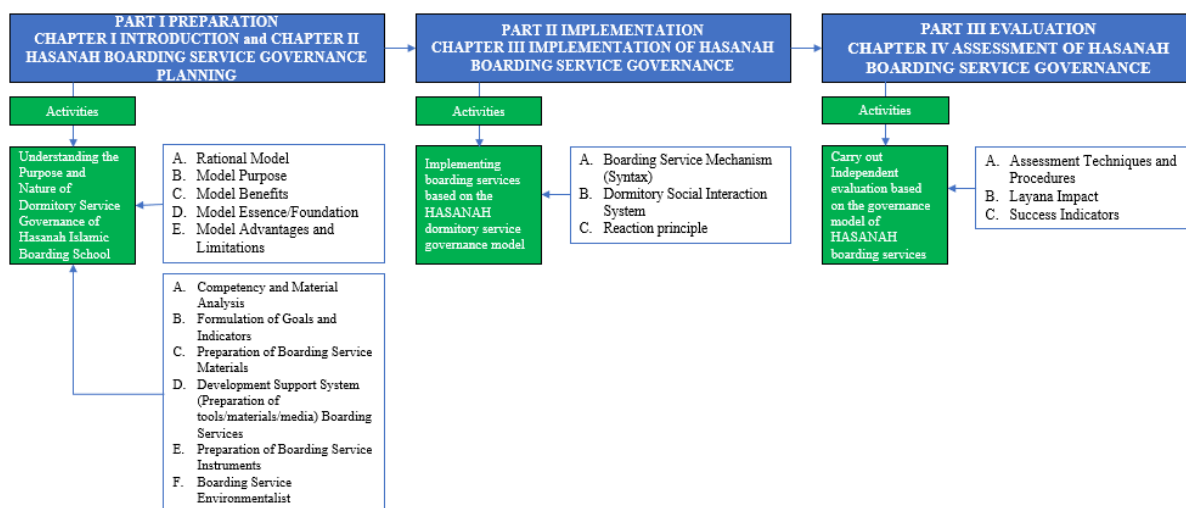 PART I PREPARATION
CHAPTER I INTRODUCTION and CHAPTER II
HASANAH BOARDING SERVICE GOVERNANCE
PLANNING
Activities
Understanding the
Purpose and
Nature of
Dormitory Service
Governance of
Hasanah Islamic
Boarding School
A. Rational Model
B. Model Purpose
C. Model Benefits
D. Model Essence/Foundation
E. Model Advantages and
Limitations
A. Competency and Material
Analysis
B. Formulation of Goals and
Indicators
C. Preparation of Boarding Service
Materials
D. Development Support System
(Preparation of
tools/materials/media) Boarding
Services
E. Preparation of Boarding Service
Instruments
F. Boarding Service
Environmentalist
PART II IMPLEMENTATION
CHAPTER III IMPLEMENTATION OF HASANAH
BOARDING SERVICE GOVERNANCE
Activities
Implementing
boarding services
based on the
HASANAH
dormitory service
governance model
A. Boarding Service Mechanism
(Syntax)
B. Dormitory Social Interaction
System
C. Reaction principle
PART III EVALUATION
CHAPTER IV ASSESSMENT OF HASANAH
BOARDING SERVICE GOVERNANCE
Activities
Carry out
Independent
evaluation based
on the governance
model of
HASANAH
boarding services
A. Assessment Techniques and
Procedures
B. Layana Impact
C. Success Indicators